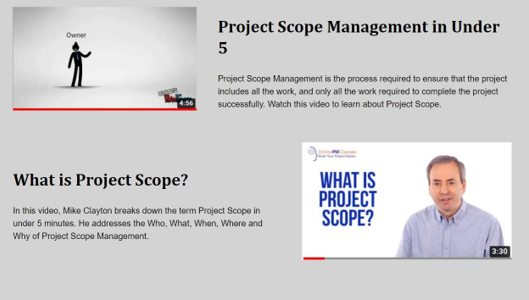 Owner
4:56
Project Scope Management in Under
5
Project Scope Management is the process required to ensure that the project
includes all the work, and only all the work required to complete the project
successfully. Watch this video to learn about Project Scope.
What is Project Scope?
In this video, Mike Clayton breaks down the term Project Scope in
under 5 minutes. He addresses the Who, What, When, Where and
Why of Project Scope Management.
OnlinePMCourses
WHAT IS
PROJECT
SCOPE?
3:30